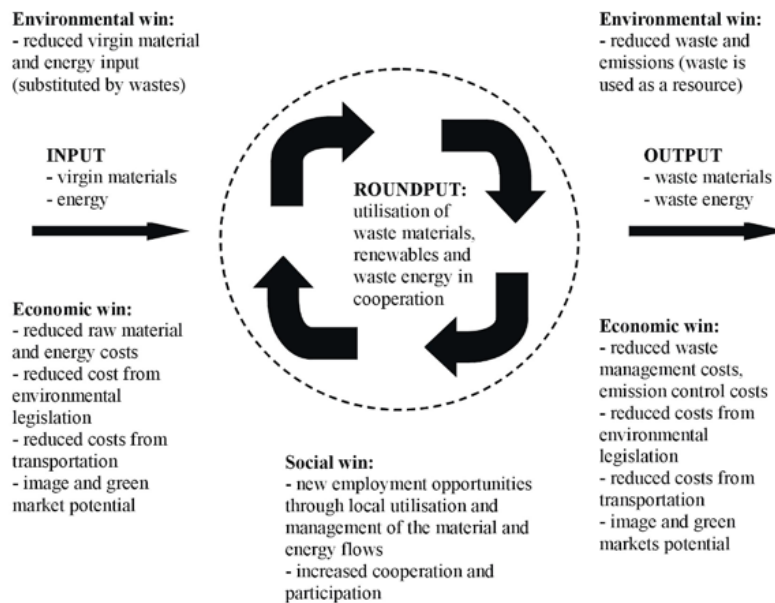 Environmental win:
- reduced virgin material
and energy input
(substituted by wastes)
Environmental win:
- reduced waste and
emissions (waste is
used as a resource)
INPUT
- virgin materials
- energy
ROUNDPUT:
utilisation of
waste materials,
renewables and
waste energy in
cooperation
OUTPUT
- waste materials
- waste energy
Economic win:
- reduced raw material
and energy costs
- reduced cost from
environmental
legislation
- reduced costs from
transportation
- image and green
market potential
Social win:
- new employment opportunities
through local utilisation and
management of the material and
energy flows
- increased cooperation and
participation
Economic win:
- reduced waste
management costs,
emission control costs
- reduced costs from
environmental
legislation
- reduced costs from
transportation
- image and green
markets potential